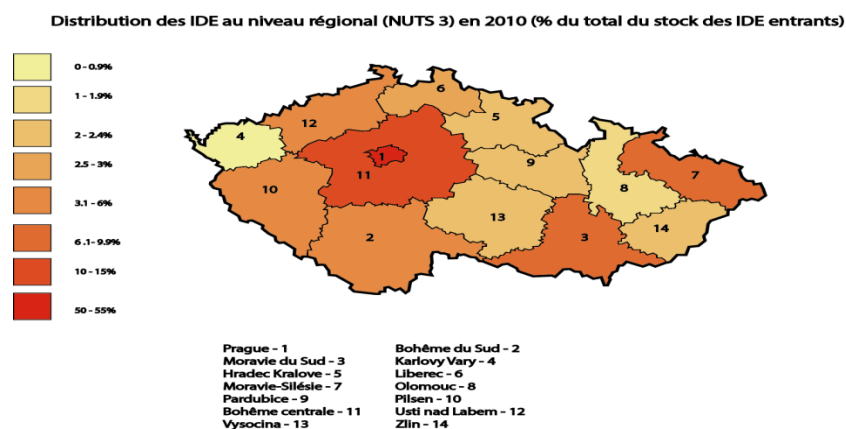 Distribution des IDE au niveau régional (NUTS 3) en 2010 (% du total du stock des IDE entrants)
0 - 0.9%
1 - 1.9%
2 - 2.4%
2.5 - 3%
3.1 - 6%
6.1- 9.9%
10 - 15%
50 - 55%
6
4
12
5
1
9
11
7
10
8
13
14
2
3
Prague - 1 Bohême du Sud - 2
Moravie du Sud - 3 Karlovy Vary - 4
Hradec Kralove - 5 Liberec - 6
Moravie-Silésie - 7 Olomouc - 8
Pardubice - 9 Pilsen - 10
Bohême centrale - 11 Usti nad Labem - 12
Vysocina - 13 Zlin - 14